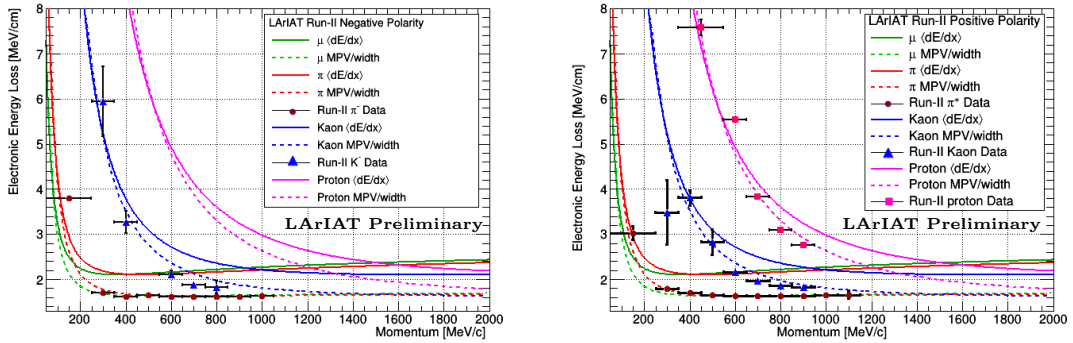 8
7
6
5
4
3
2
Electronic Energy Loss [MeV/cm]
LArIAT Run-II Negative Polarity
μ ⟨dE/dx⟩
μ MPV/width
π ⟨dE/dx⟩
π MPV/width
Run-II π⁻ Data
Kaon ⟨dE/dx⟩
Kaon MPV/width
Run-II K⁻ Data
Proton ⟨dE/dx⟩
Proton MPV/width
LArIAT Preliminary
200 400 600 800 1000 1200 1400 1600 1800 2000
Momentum [MeV/c]
8
7
6
5
4
3
2
Electronic Energy Loss [MeV/cm]
LArIAT Run-II Positive Polarity
μ ⟨dE/dx⟩
μ MPV/width
π ⟨dE/dx⟩
π MPV/width
Run-II π⁺ Data
Kaon ⟨dE/dx⟩
Kaon MPV/width
Run-II Kaon Data
Proton ⟨dE/dx⟩
Proton MPV/width
Run-II proton Data
LArIAT Preliminary
200 400 600 800 1000 1200 1400 1600 1800 2000
Momentum [MeV/c]